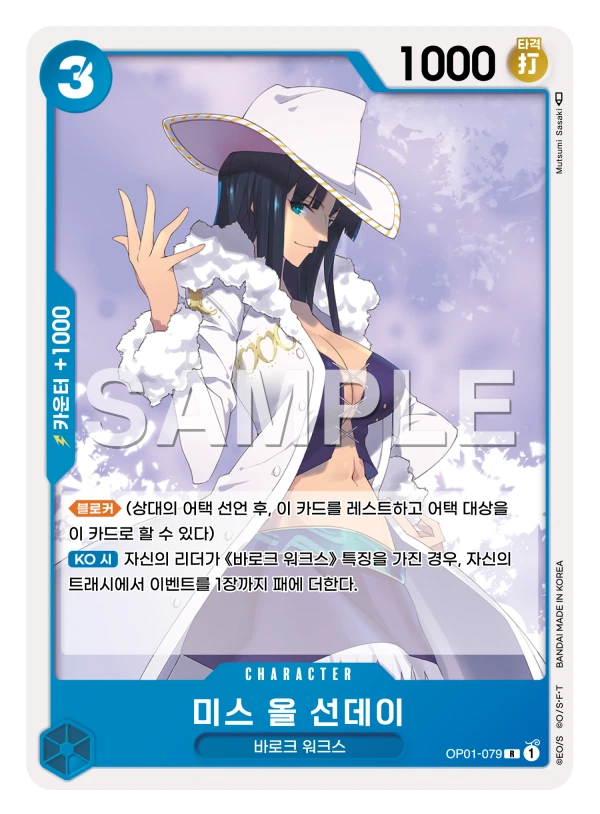 3
1000
타격
打
Mutsumi Sasaki
카운터 +1000
SAMPLE
블로커 (상대의 어택 선언 후, 이 카드를 레스트하고 어택 대상을
이 카드로 할 수 있다)
KO 시 자신의 리더가 《바로크 워크스》 특징을 가진 경우, 자신의
트래시에서 이벤트를 1장까지 패에 더한다.
CHARACTER
미스 올 선데이
바로크 워크스
OP01-079 R 1
©EO/S ©O/S·F·T BANDAI MADE IN KOREA